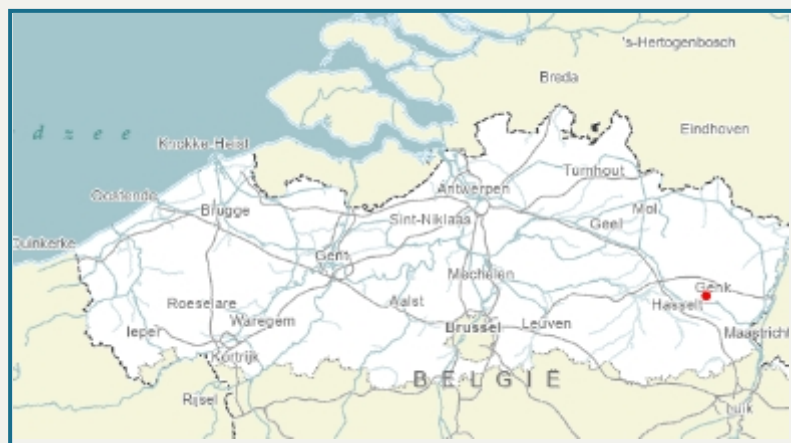 's-Hertogenbosch
Breda
d z e e
Eindhoven
Knokke-Heist
Turnhout
Antwerpen
Oostende
Mol
Brugge
Sint-Niklaas
Geel
Duinkerke
Gent
Mechelen
Genk
Roeselare
Aalst
Hasselt
Waregem
Ieper
Brussel
Leuven
Maastricht
Kortrijk
BELGIË
Rijsel
Luik